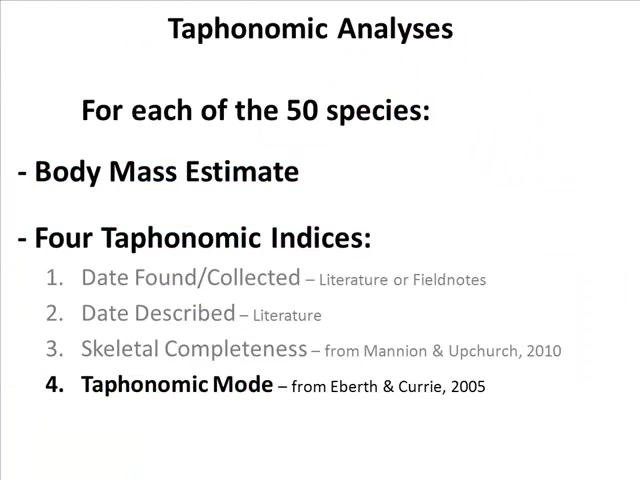 Taphonomic Analyses
For each of the 50 species:
- Body Mass Estimate
- Four Taphonomic Indices:
1. Date Found/Collected – Literature or Fieldnotes
2. Date Described – Literature
3. Skeletal Completeness – from Mannion & Upchurch, 2010
4. Taphonomic Mode – from Eberth & Currie, 2005